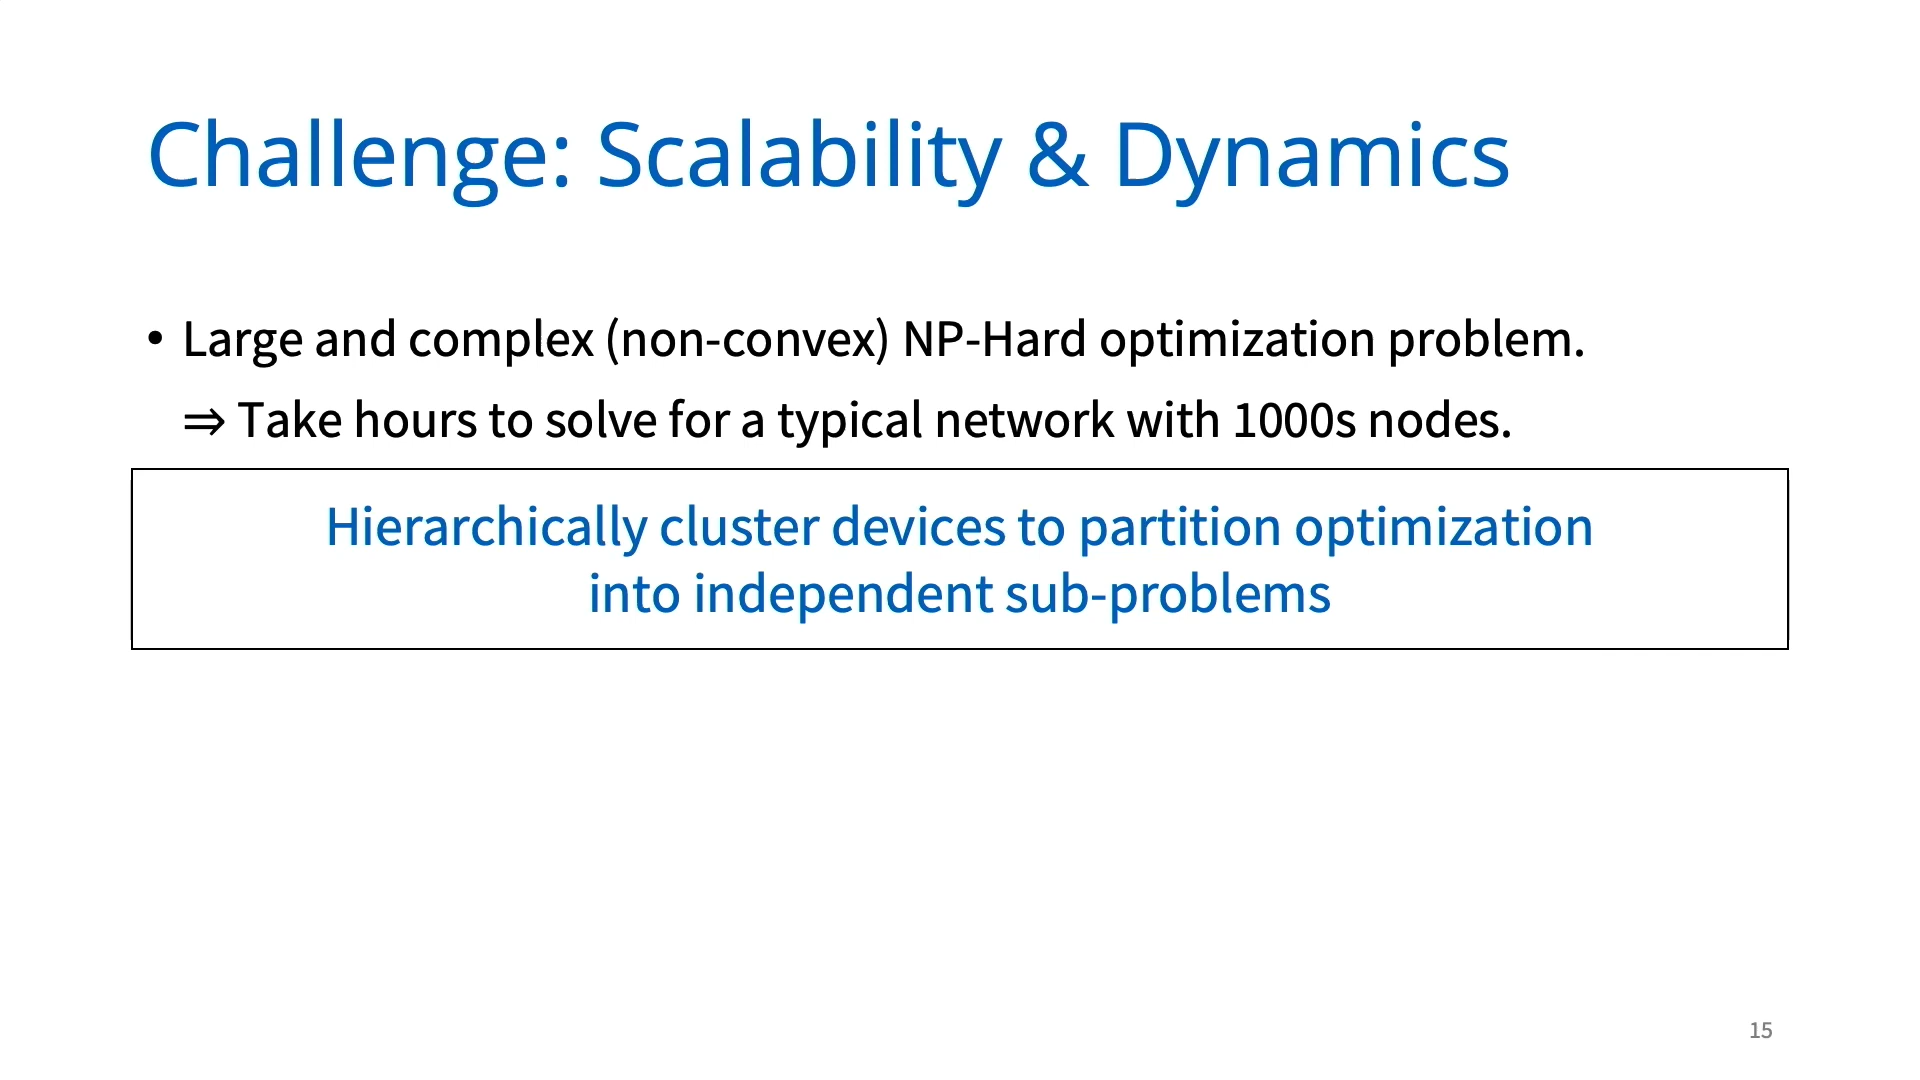 Challenge: Scalability & Dynamics
• Large and complex (non-convex) NP-Hard optimization problem.
⇒ Take hours to solve for a typical network with 1000s nodes.
Hierarchically cluster devices to partition optimization
into independent sub-problems
15